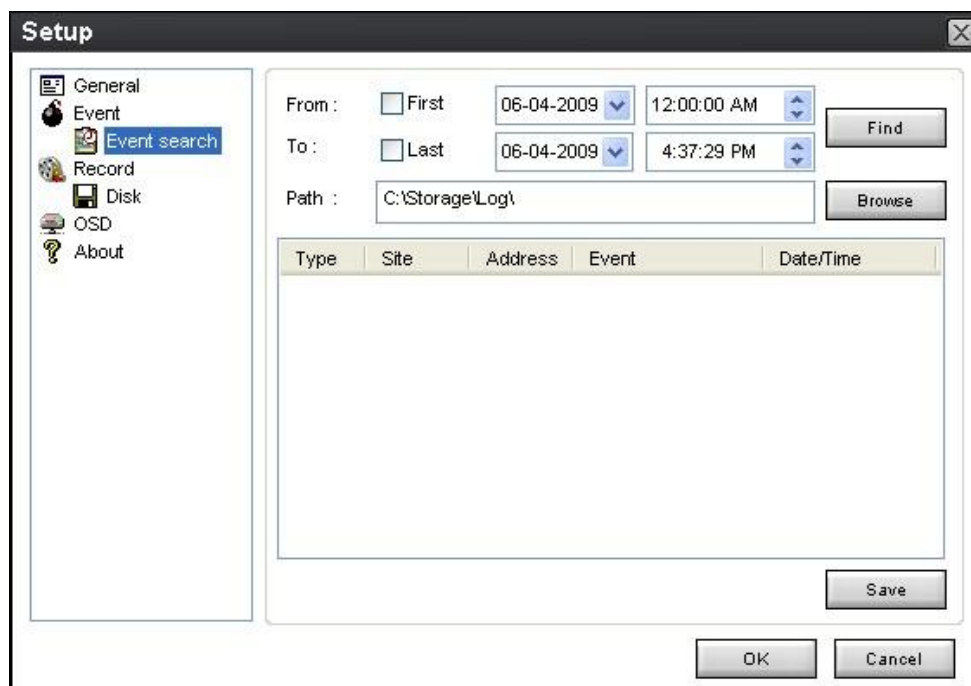 Setup
General
Event
Event search
Record
Disk
OSD
About
From : First 06-04-2009 12:00:00 AM
Find
To : Last 06-04-2009 4:37:29 PM
Path : C:\Storage\Log\ Browse
Type Site Address Event Date/Time
Save
OK Cancel